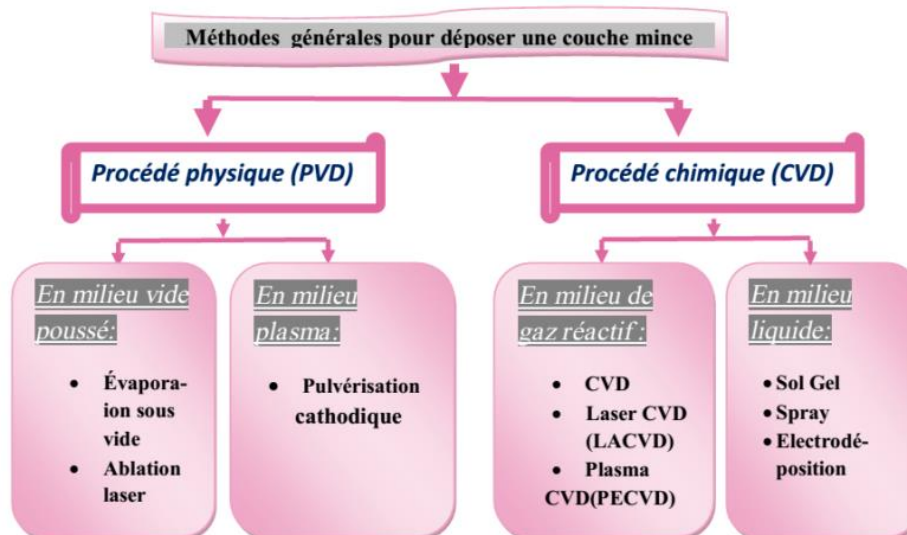 Méthodes générales pour déposer une couche mince
Procédé physique (PVD)
Procédé chimique (CVD)
En milieu vide
poussé:
• Évapora-
ion sous
vide
• Ablation
laser
En milieu
plasma:
• Pulvérisation
cathodique
En milieu de
gaz réactif :
• CVD
• Laser CVD
(LACVD)
• Plasma
CVD(PECVD)
En milieu
liquide:
• Sol Gel
• Spray
• Electrodé-
position